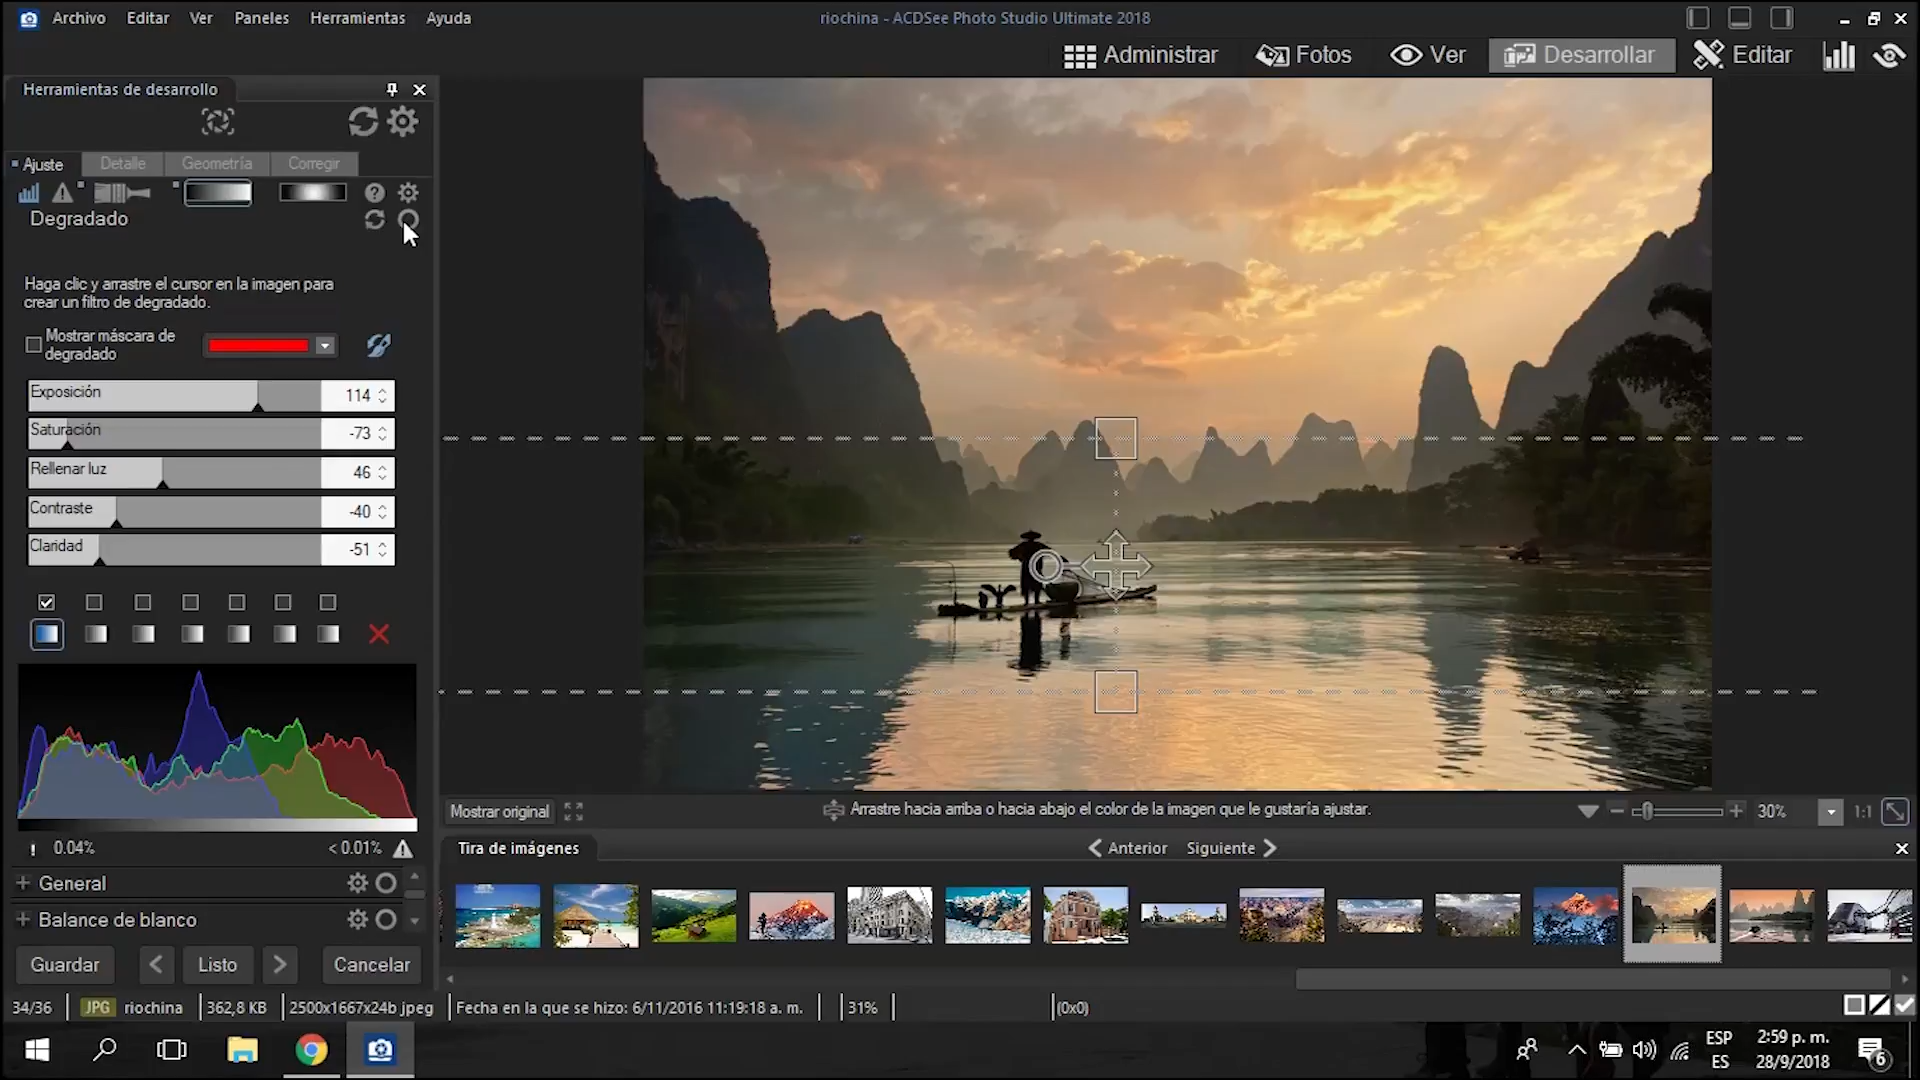 Archivo Editar Ver Paneles Herramientas Ayuda
riochina - ACDSee Photo Studio Ultimate 2018
Administrar Fotos Ver Desarrollar Editar
Herramientas de desarrollo
Ajuste Detalle Geometría Corregir
Degradado
Haga clic y arrastre el cursor en la imagen para
crear un filtro de degradado.
Mostrar máscara de
degradado
Exposición 114
Saturación -73
Rellenar luz 46
Contraste -40
Claridad -51
0.04% < 0.01%
General
Balance de blanco
Guardar Listo Cancelar
Mostrar original
Arrastre hacia arriba o hacia abajo el color de la imagen que le gustaría ajustar.
30% 1:1
Tira de imágenes
Anterior Siguiente
34/36 JPG riochina 362,8 KB 2500x1667x24b jpeg Fecha en la que se hizo: 6/11/2016 11:19:18 a. m. 31% (0x0)
ESP
ES
2:59 p. m.
28/9/2018
6